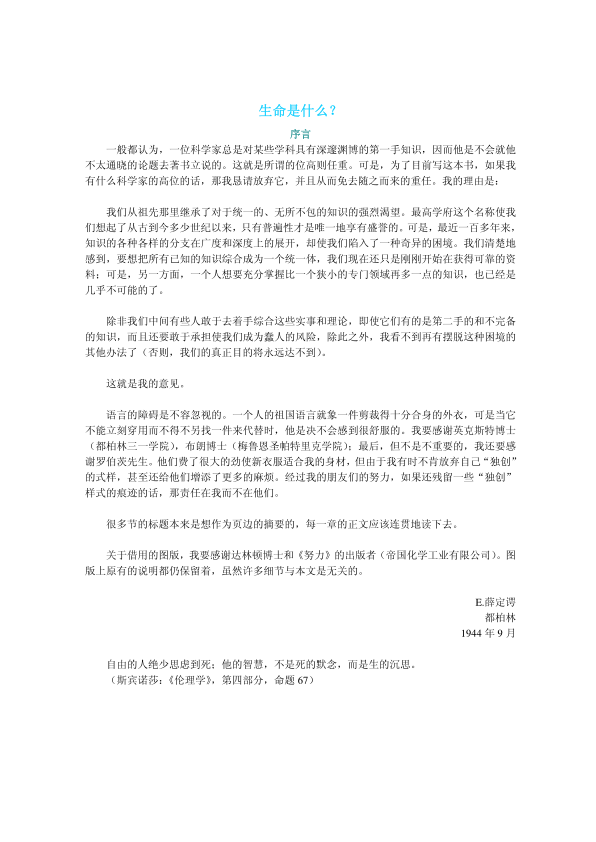 生命是什么？
序言
一般都认为，一位科学家总是对某些学科具有深邃渊博的第一手知识，因而他是不会就他
不太通晓的论题去著书立说的。这就是所谓的位高则任重。可是，为了目前写这本书，如果我
有什么科学家的高位的话，那我恳请放弃它，并且从而免去随之而来的重任。我的理由是；
我们从祖先那里继承了对于统一的、无所不包的知识的强烈渴望。最高学府这个名称使我
们想起了从古到今多少世纪以来，只有普遍性才是唯一地享有盛誉的。可是，最近一百多年来，
知识的各种各样的分支在广度和深度上的展开，却使我们陷入了一种奇异的困境。我们清楚地
感到，要想把所有已知的知识综合成为一个统一体，我们现在还只是刚刚开始在获得可靠的资
料；可是，另一方面，一个人想要充分掌握比一个狭小的专门领域再多一点的知识，也已经是
几乎不可能的了。
除非我们中间有些人敢于去着手综合这些实事和理论，即使它们有的是第二手的和不完备
的知识，而且还要敢于承担使我们成为蠢人的风险，除此之外，我看不到再有摆脱这种困境的
其他办法了（否则，我们的真正目的将永远达不到）。
这就是我的意见。
语言的障碍是不容忽视的。一个人的祖国语言就象一件剪裁得十分合身的外衣，可是当它
不能立刻穿用而不得不另找一件来代替时，他是决不会感到很舒服的。我要感谢英克斯特博士
（都柏林三一学院），布朗博士（梅鲁恩圣帕特里克学院）；最后，但不是不重要的，我还要感
谢罗伯茨先生。他们费了很大的劲使新衣服适合我的身材，但由于我有时不肯放弃自己“独创”
的式样，甚至还给他们增添了更多的麻烦。经过我的朋友们的努力，如果还残留一些“独创”
样式的痕迹的话，那责任在我而不在他们。
很多节的标题本来是想作为页边的摘要的，每一章的正文应该连贯地读下去。
关于借用的图版，我要感谢达林顿博士和《努力》的出版者（帝国化学工业有限公司）。图
版上原有的说明都仍保留着，虽然许多细节与本文是无关的。
E.薛定谔
都柏林
1944 年 9 月
自由的人绝少思虑到死；他的智慧，不是死的默念，而是生的沉思。
（斯宾诺莎：《伦理学》，第四部分，命题 67）